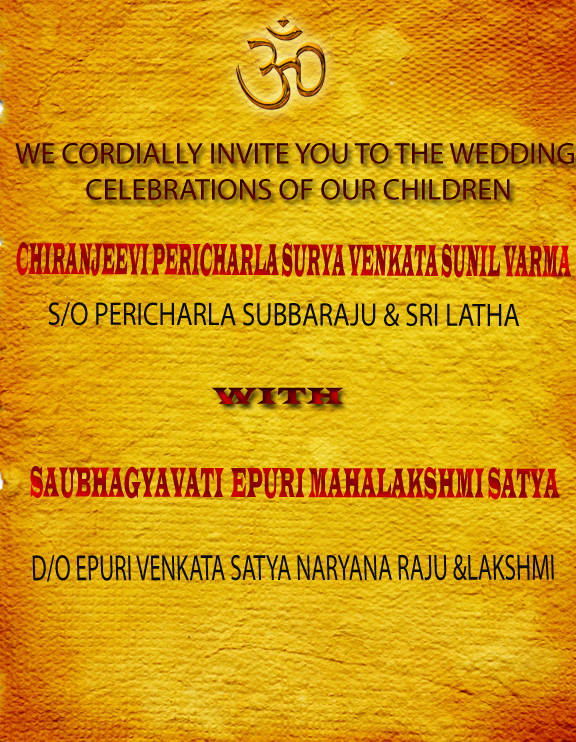 ॐ
WE CORDIALLY INVITE YOU TO THE WEDDING
CELEBRATIONS OF OUR CHILDREN
CHIRANJEEVI PERICHARLA SURYA VENKATA SUNIL VARMA
S/O PERICHARLA SUBBARAJU & SRI LATHA
WITH
SAUBHAGYAVATI EPURI MAHALAKSHMI SATYA
D/O EPURI VENKATA SATYA NARYANA RAJU &LAKSHMI